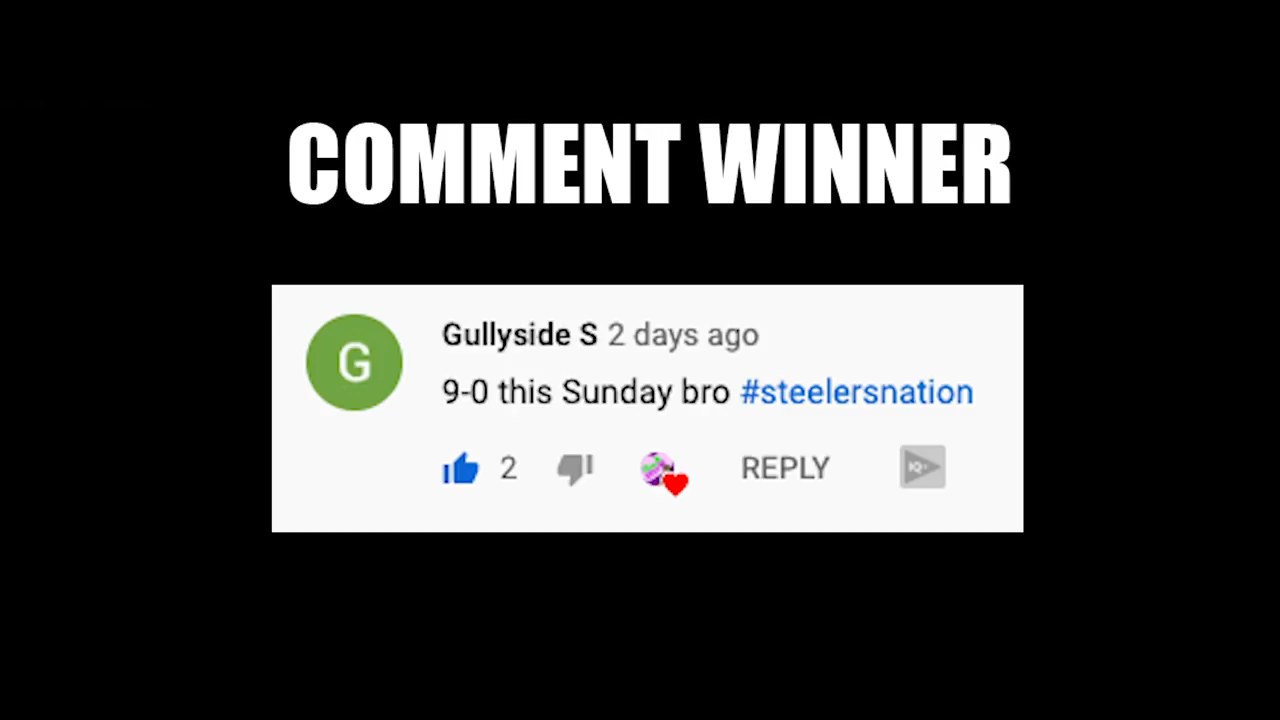 COMMENT WINNER
G
Gullyside S 2 days ago
9-0 this Sunday bro #steelersnation
2 REPLY